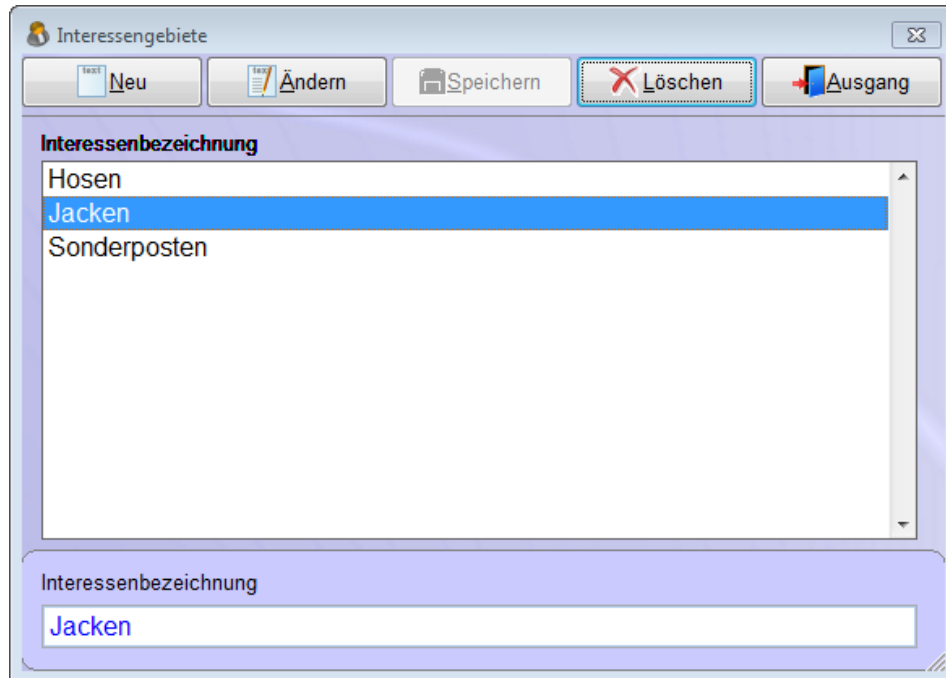 Interessengebiete
Neu Ändern Speichern Löschen Ausgang
Interessenbezeichnung
Hosen
Jacken
Sonderposten
Interessenbezeichnung
Jacken